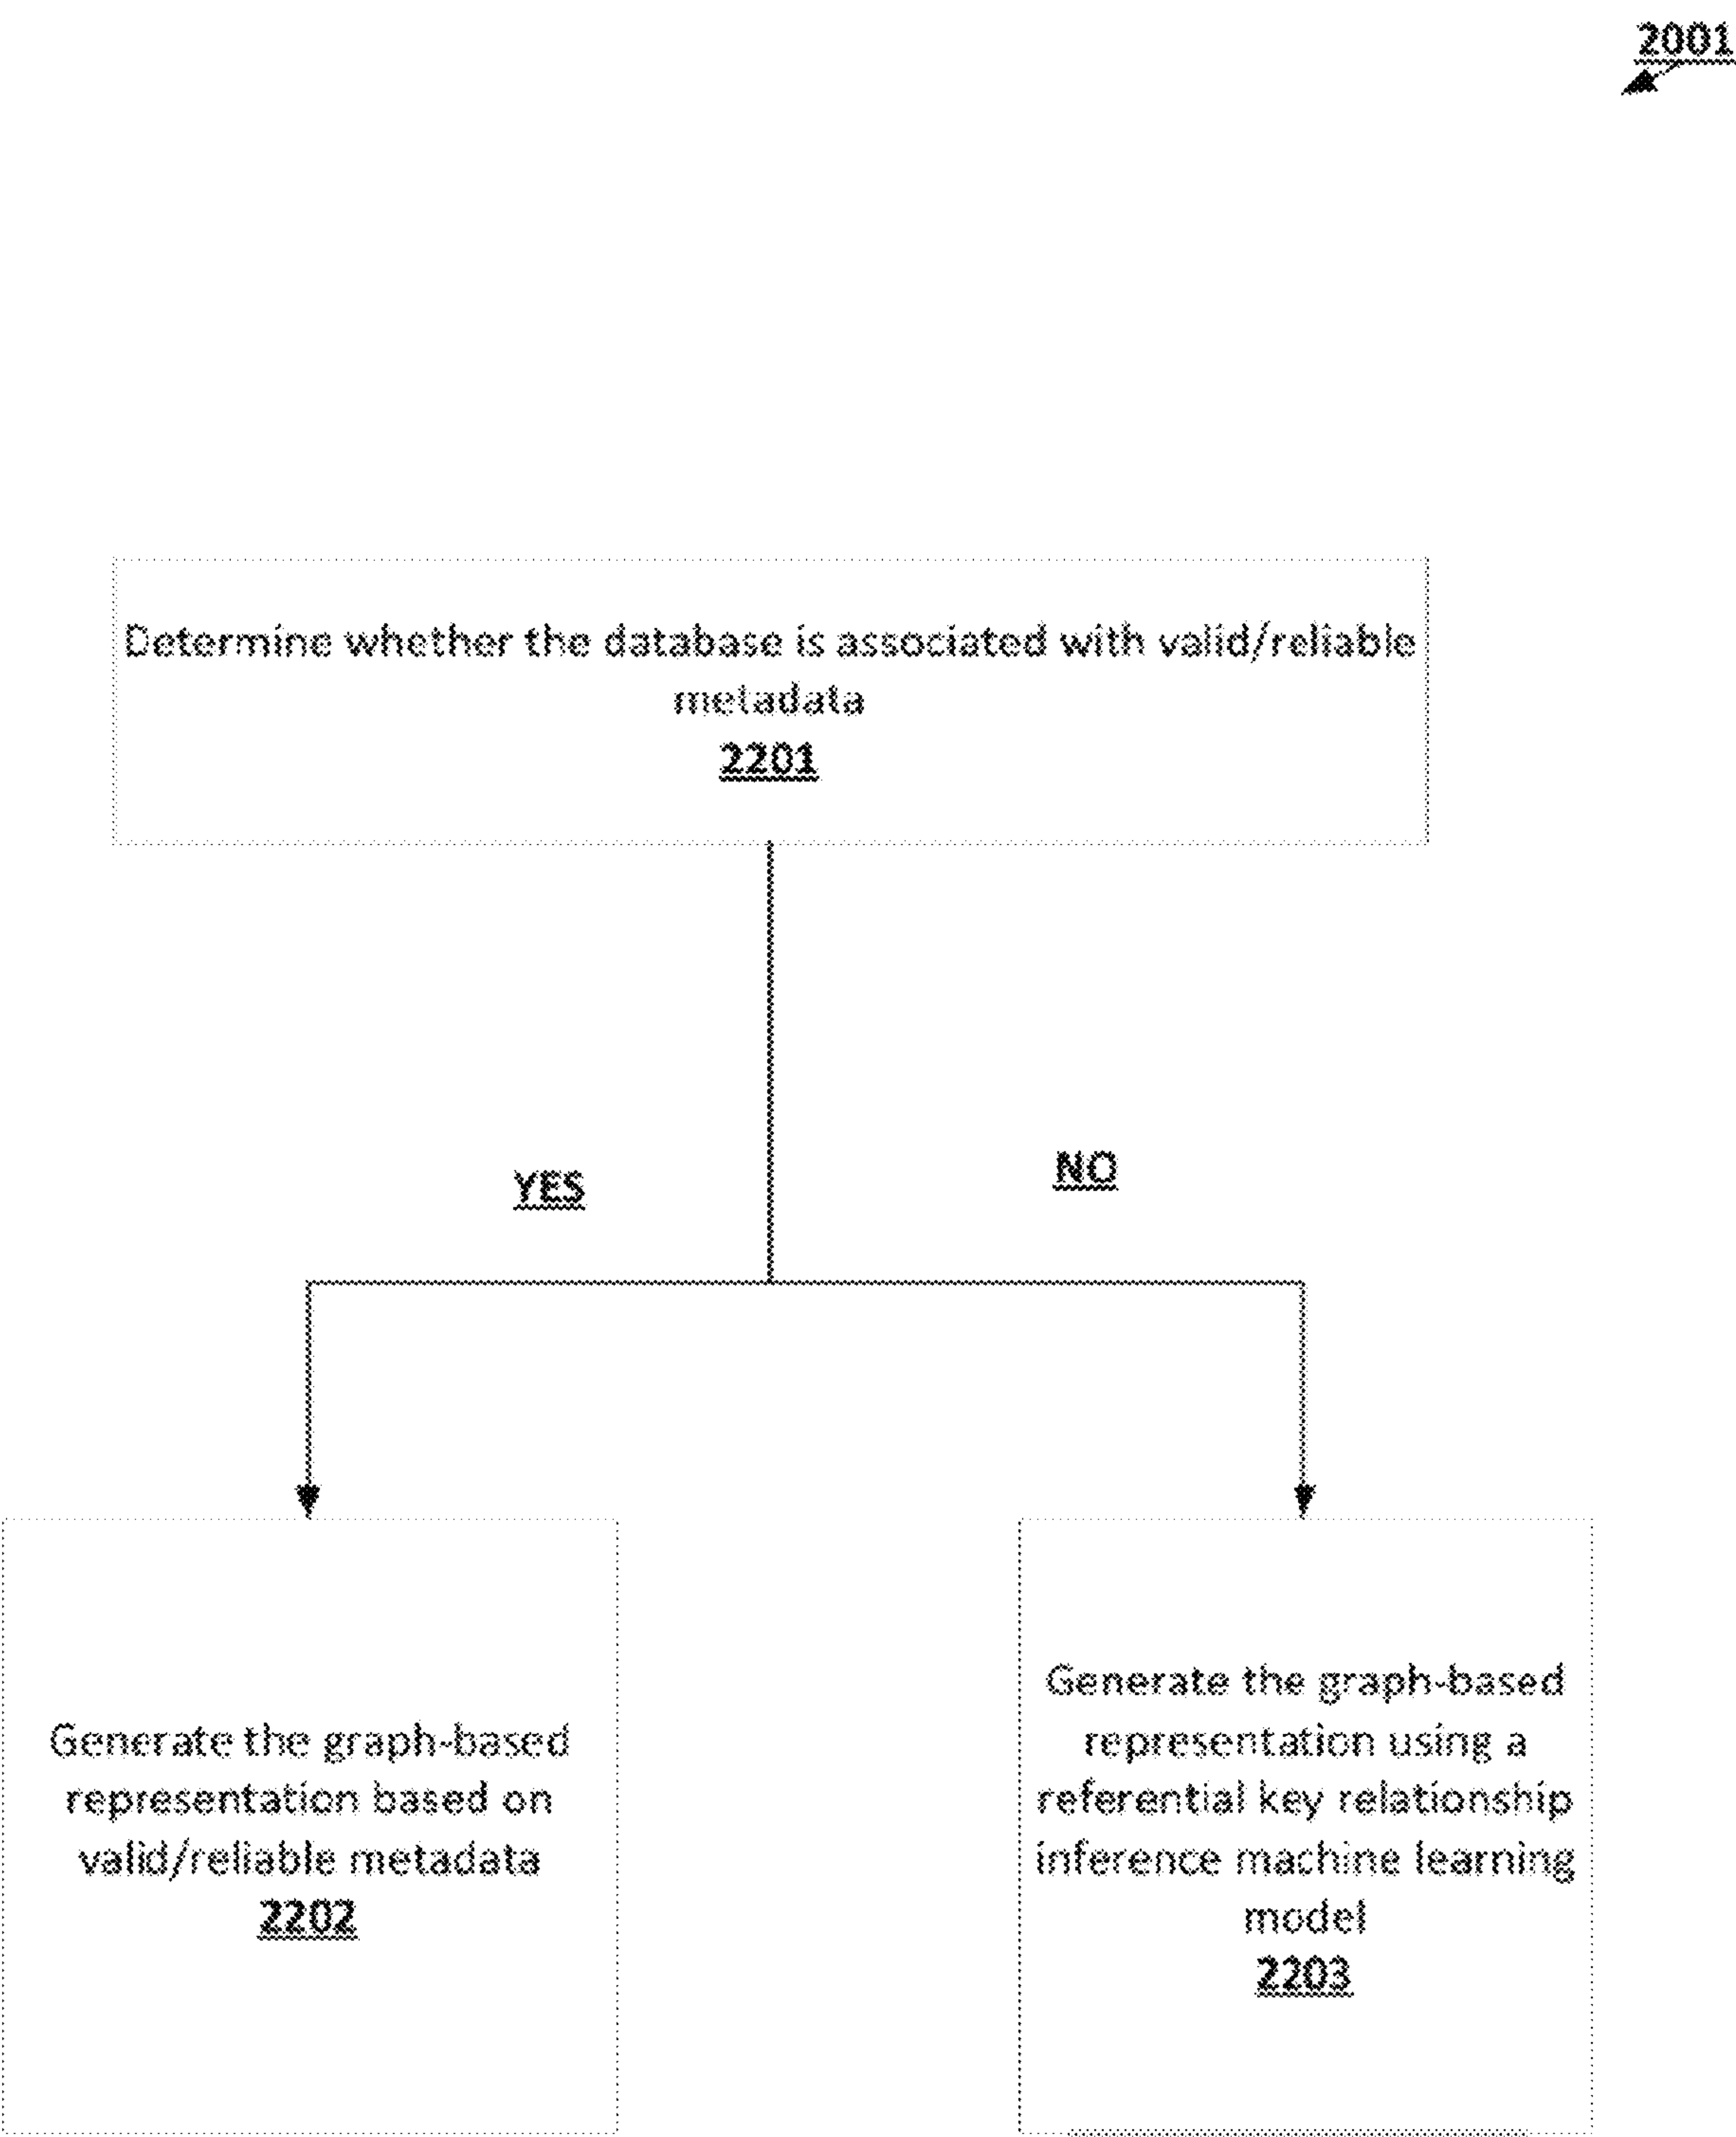 2001
Determine whether the database is associated with valid/reliable
metadata
2201
YES
NO
Generate the graph-based
representation based on
valid/reliable metadata
2202
Generate the graph-based
representation using a
referential key relationship
inference machine learning
model
2203